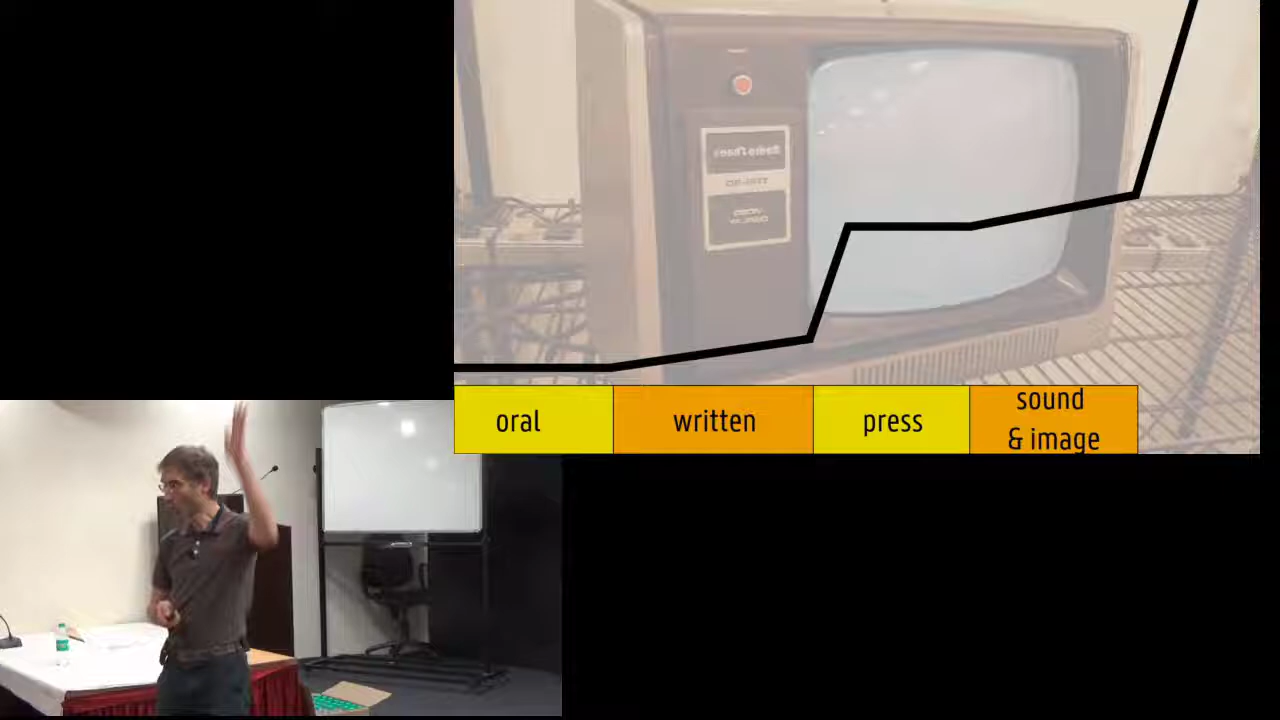 oral
written
press
sound
& image